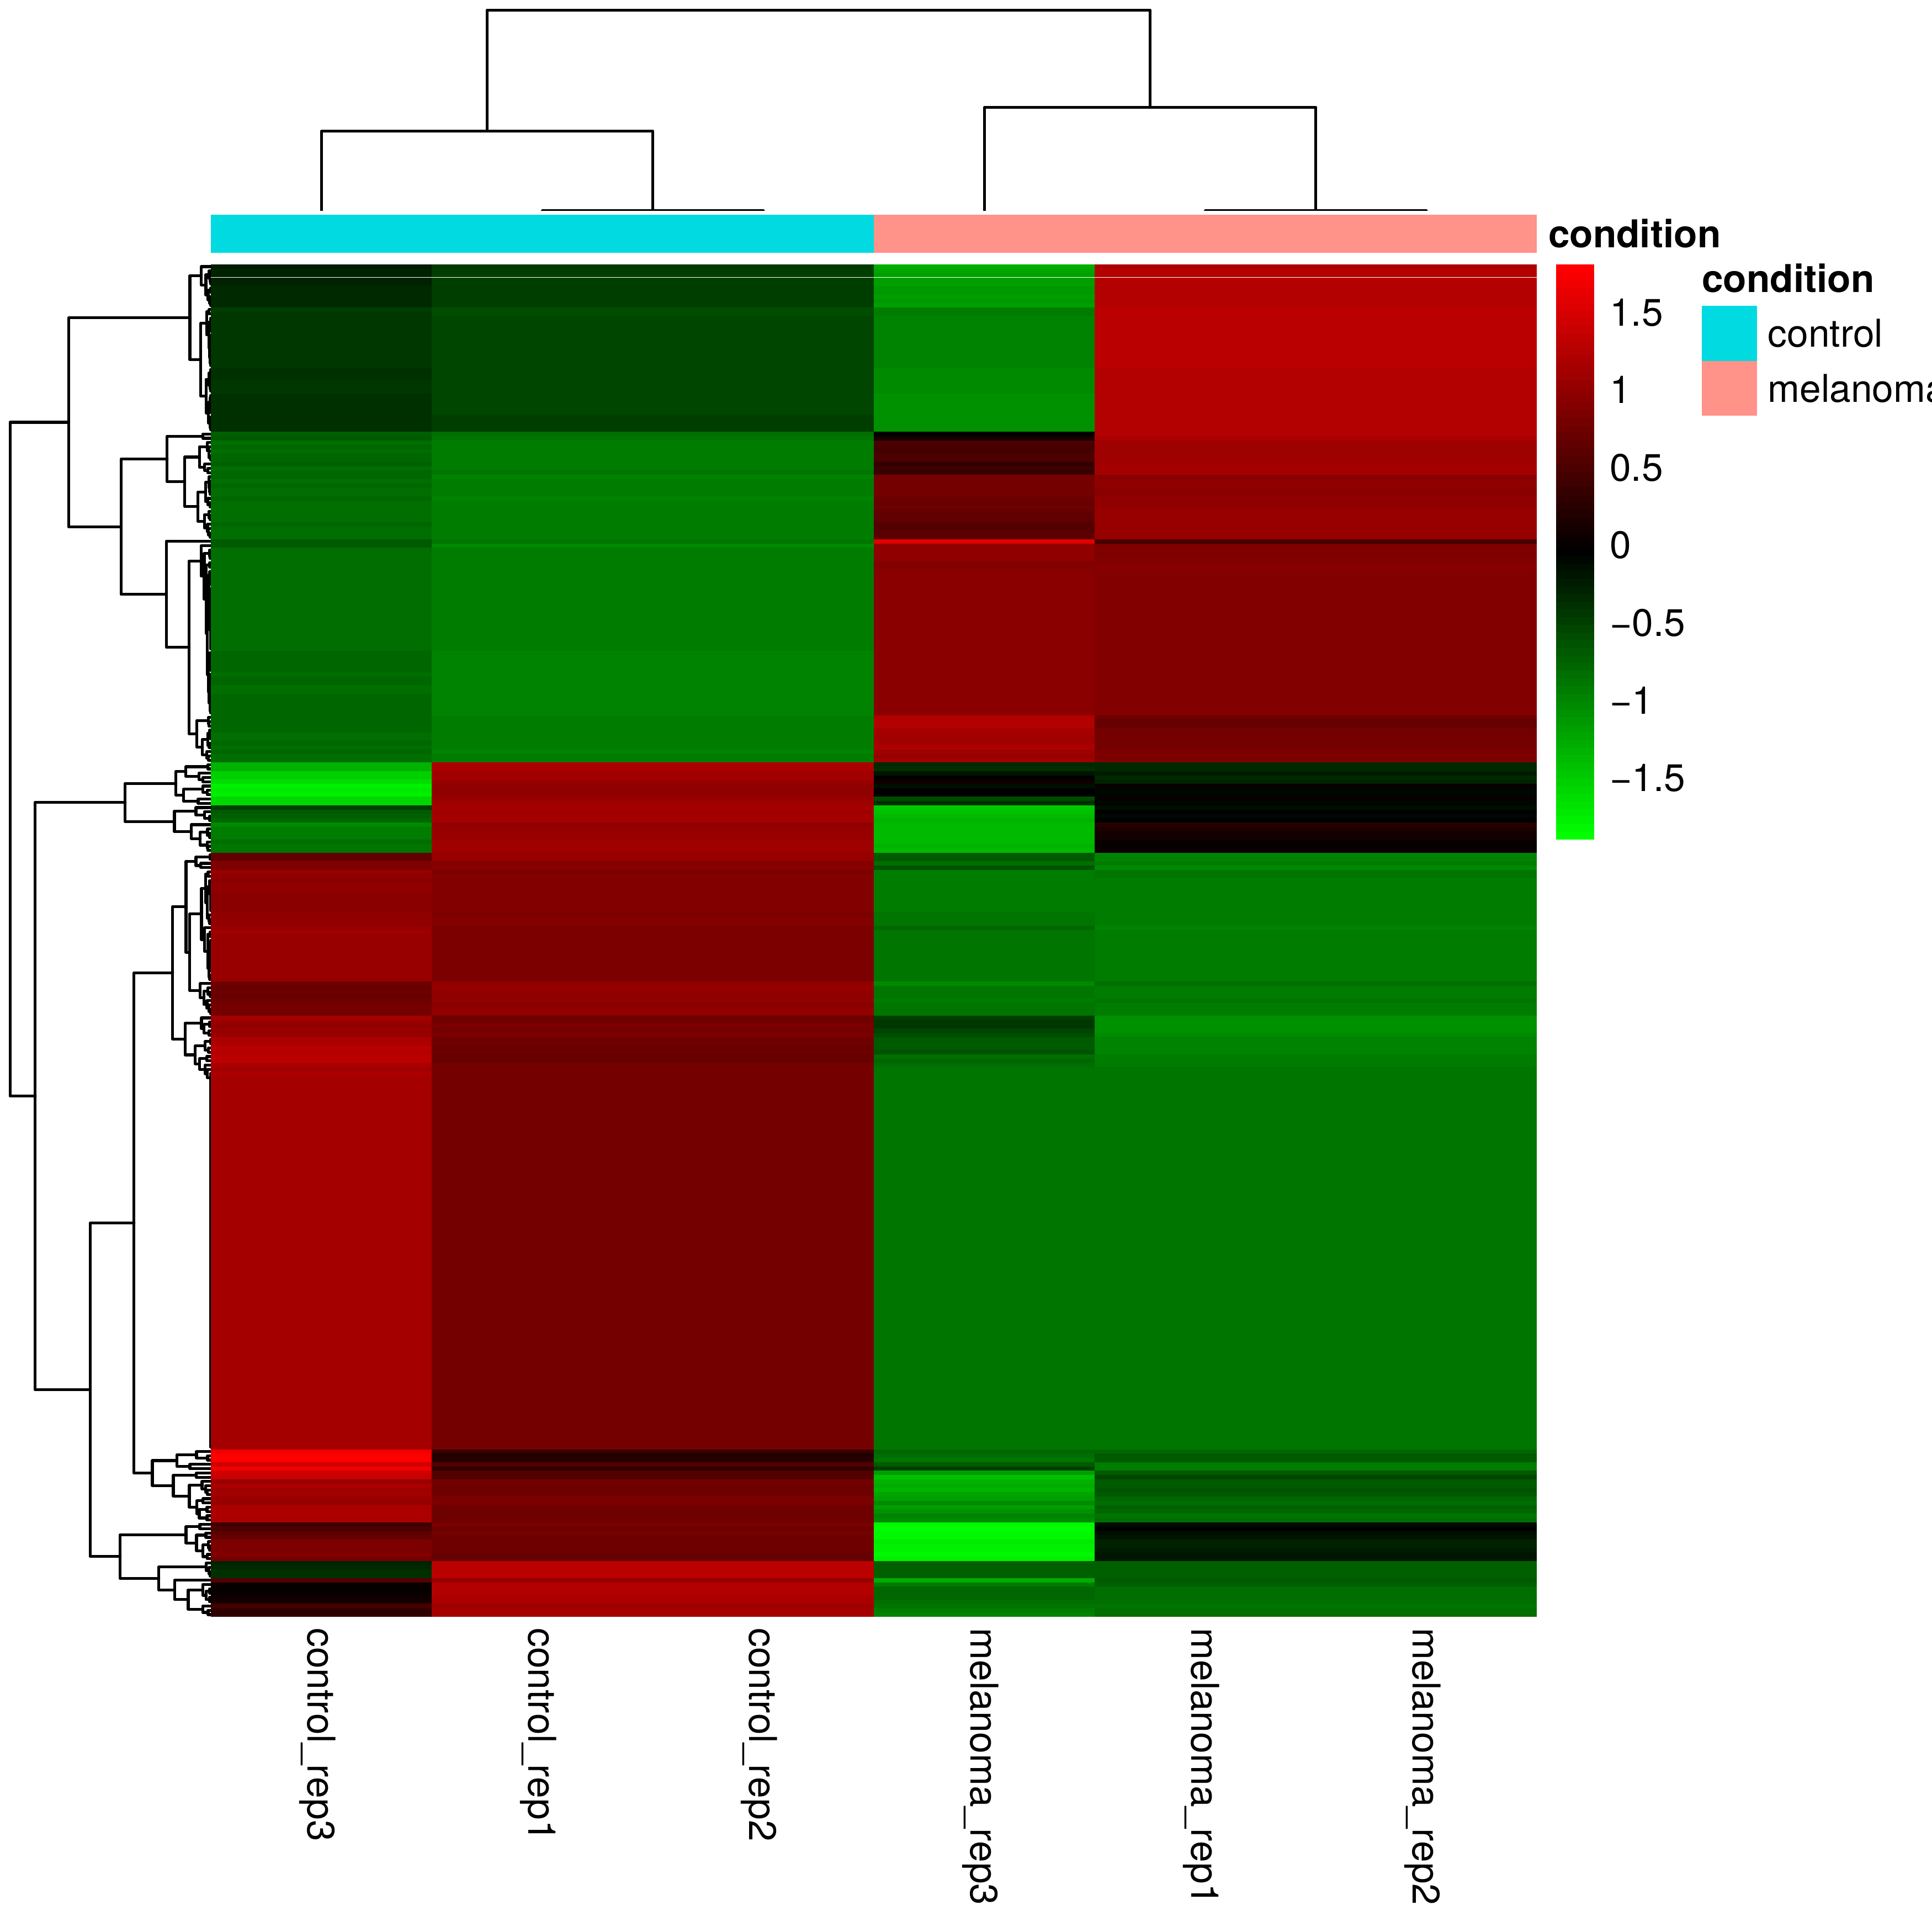 condition
1.5
1
0.5
0
−0.5
−1
−1.5
condition
control
melanoma
control_rep3
control_rep1
control_rep2
melanoma_rep3
melanoma_rep1
melanoma_rep2